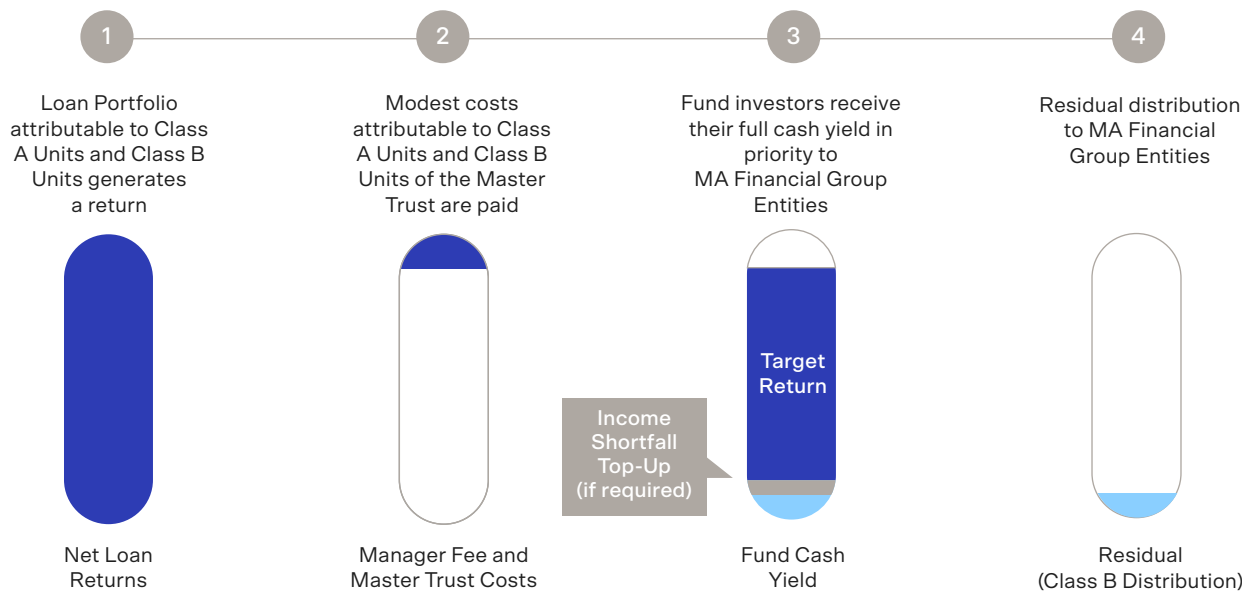 1
2
3
4
Loan Portfolio
attributable to Class
A Units and Class B
Units generates
a return
Modest costs
attributable to Class
A Units and Class B
Units of the Master
Trust are paid
Fund investors receive
their full cash yield in
priority to
MA Financial Group
Entities
Residual distribution
to MA Financial
Group Entities
Target
Return
Income
Shortfall
Top-Up
(if required)
Net Loan
Returns
Manager Fee and
Master Trust Costs
Fund Cash
Yield
Residual
(Class B Distribution)